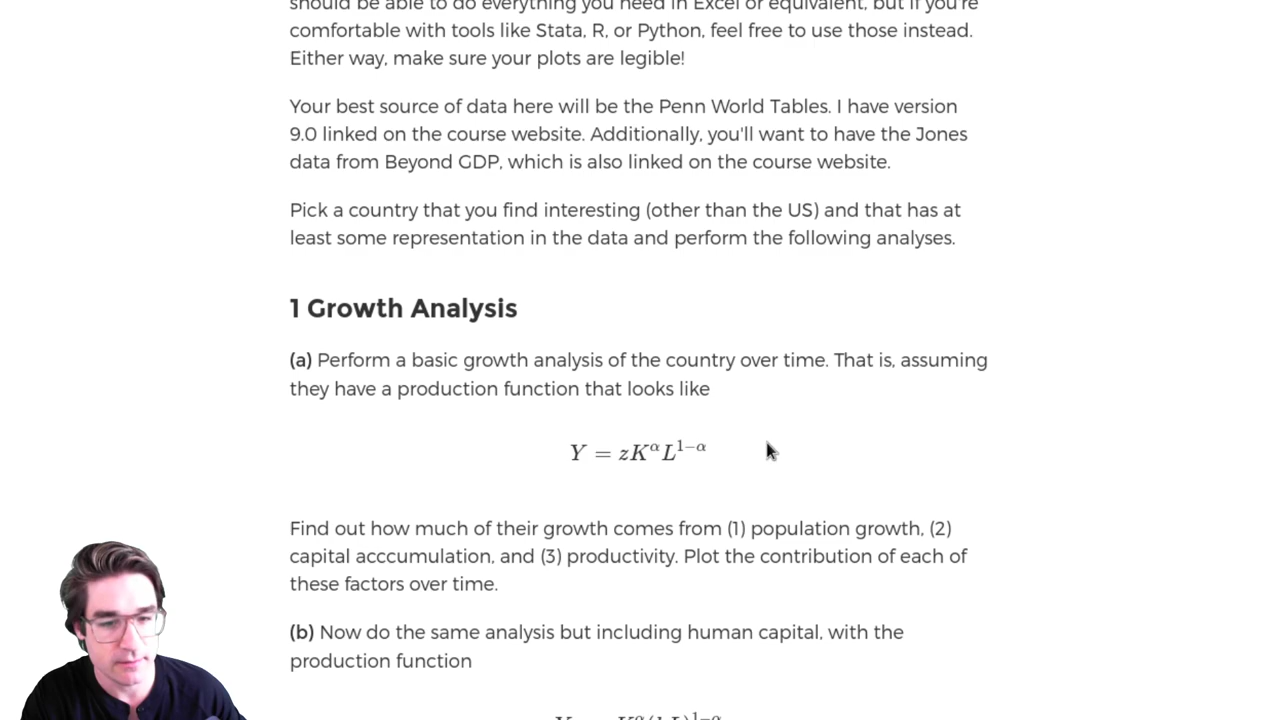 should be able to do everything you need in Excel or equivalent, but if you're
comfortable with tools like Stata, R, or Python, feel free to use those instead.
Either way, make sure your plots are legible!
Your best source of data here will be the Penn World Tables. I have version
9.0 linked on the course website. Additionally, you'll want to have the Jones
data from Beyond GDP, which is also linked on the course website.
Pick a country that you find interesting (other than the US) and that has at
least some representation in the data and perform the following analyses.
1 Growth Analysis
(a) Perform a basic growth analysis of the country over time. That is, assuming
they have a production function that looks like
Y = zK^α L^{1−α}
Find out how much of their growth comes from (1) population growth, (2)
capital acccumulation, and (3) productivity. Plot the contribution of each of
these factors over time.
(b) Now do the same analysis but including human capital, with the
production function